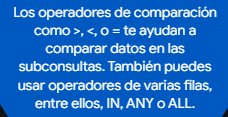 Los operadores de comparación
como >, <, o = te ayudan a
comparar datos en las
subconsultas. También puedes
usar operadores de varias filas,
entre ellos, IN, ANY o ALL.